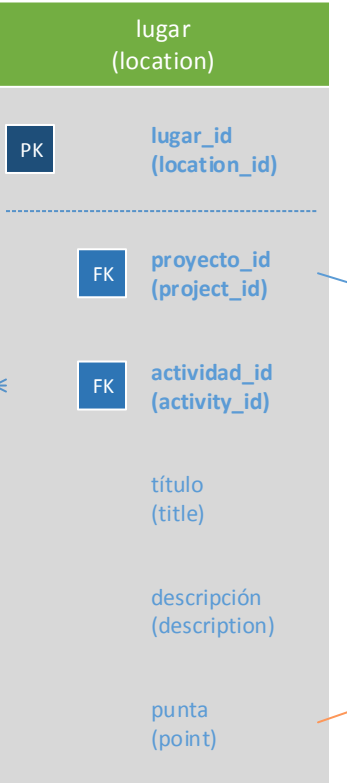 lugar
(location)
PK
lugar_id
(location_id)
FK
proyecto_id
(project_id)
FK
actividad_id
(activity_id)
título
(title)
descripción
(description)
punta
(point)